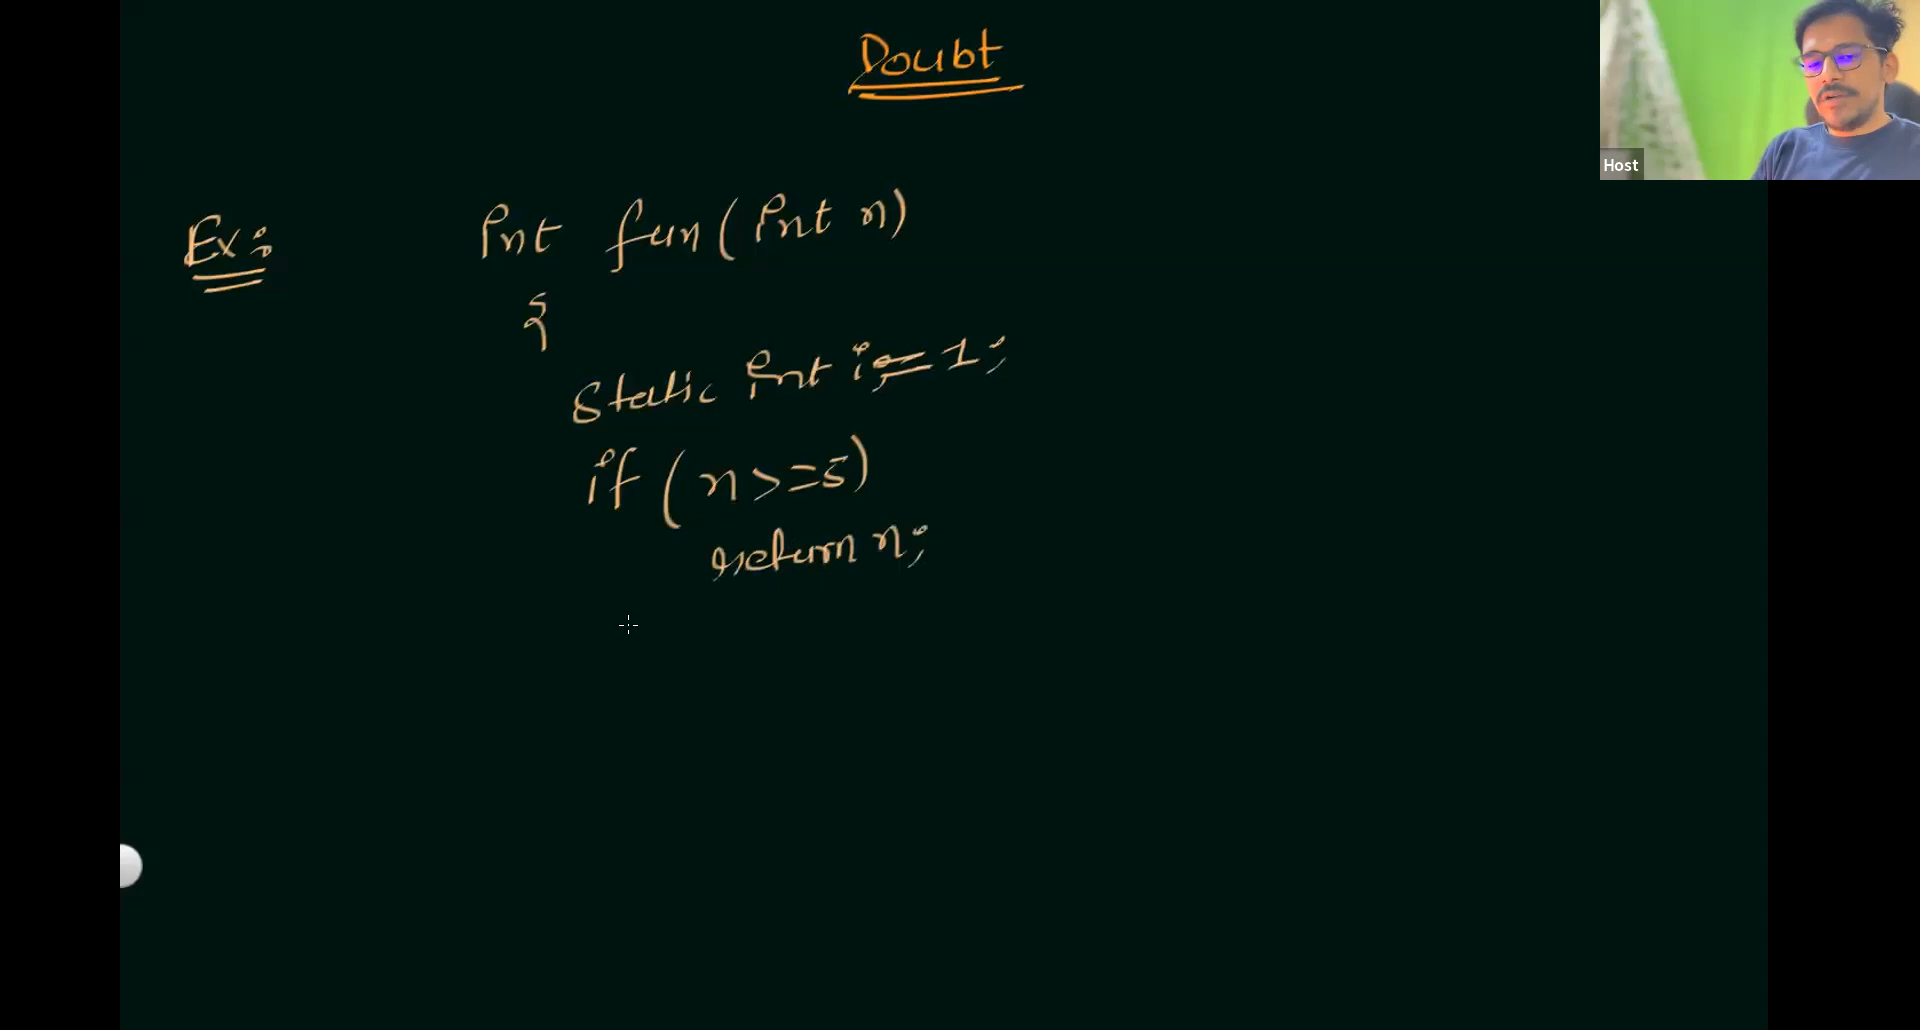 Doubt
Host
Ex:
int fun(int n)
{
static int i = 1;
if (n>=5)
return n;